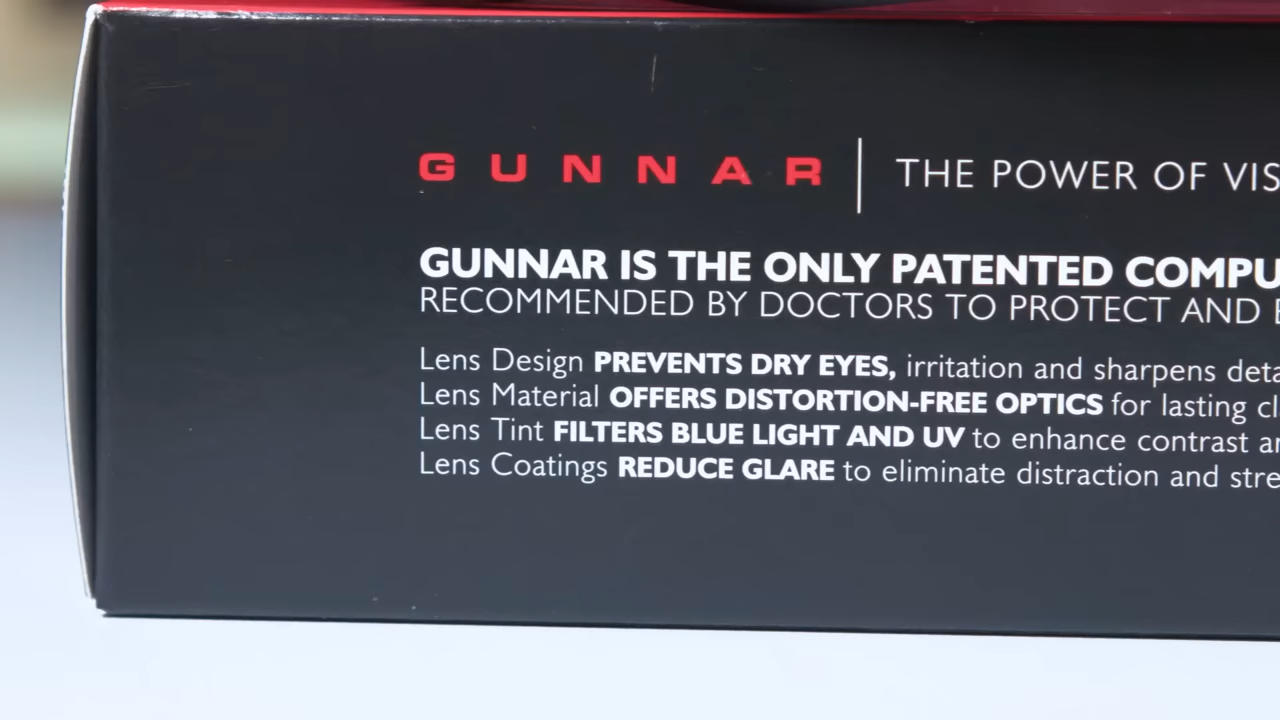 GUNNAR | THE POWER OF VIS
GUNNAR IS THE ONLY PATENTED COMPU
RECOMMENDED BY DOCTORS TO PROTECT AND E
Lens Design PREVENTS DRY EYES, irritation and sharpens deta
Lens Material OFFERS DISTORTION-FREE OPTICS for lasting cl
Lens Tint FILTERS BLUE LIGHT AND UV to enhance contrast an
Lens Coatings REDUCE GLARE to eliminate distraction and stre